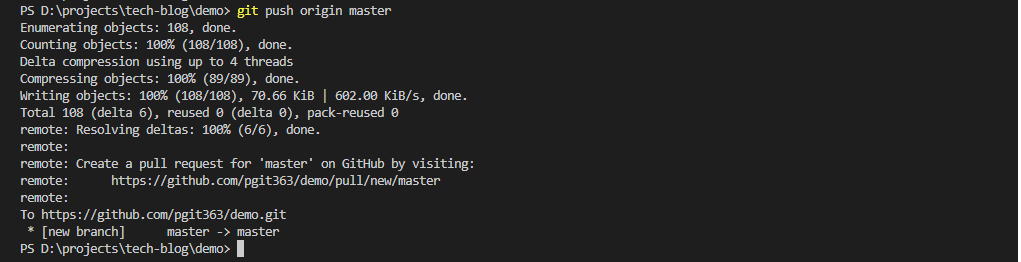 PS D:\projects\tech-blog\demo> git push origin master
Enumerating objects: 108, done.
Counting objects: 100% (108/108), done.
Delta compression using up to 4 threads
Compressing objects: 100% (89/89), done.
Writing objects: 100% (108/108), 70.66 KiB | 602.00 KiB/s, done.
Total 108 (delta 6), reused 0 (delta 0), pack-reused 0
remote: Resolving deltas: 100% (6/6), done.
remote:
remote: Create a pull request for 'master' on GitHub by visiting:
remote:      https://github.com/pgit363/demo/pull/new/master
remote:
To https://github.com/pgit363/demo.git
 * [new branch]      master -> master
PS D:\projects\tech-blog\demo>